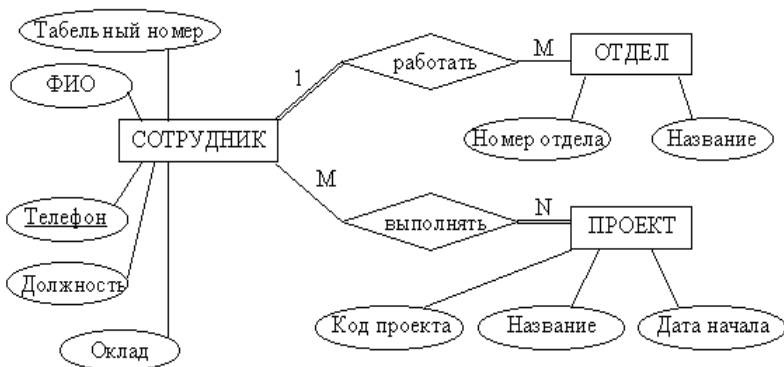 Табельный номер
ФИО
СОТРУДНИК
Телефон
Должность
Оклад
1
работать
М
ОТДЕЛ
Номер отдела
Название
М
выполнять
N
ПРОЕКТ
Код проекта
Название
Дата начала